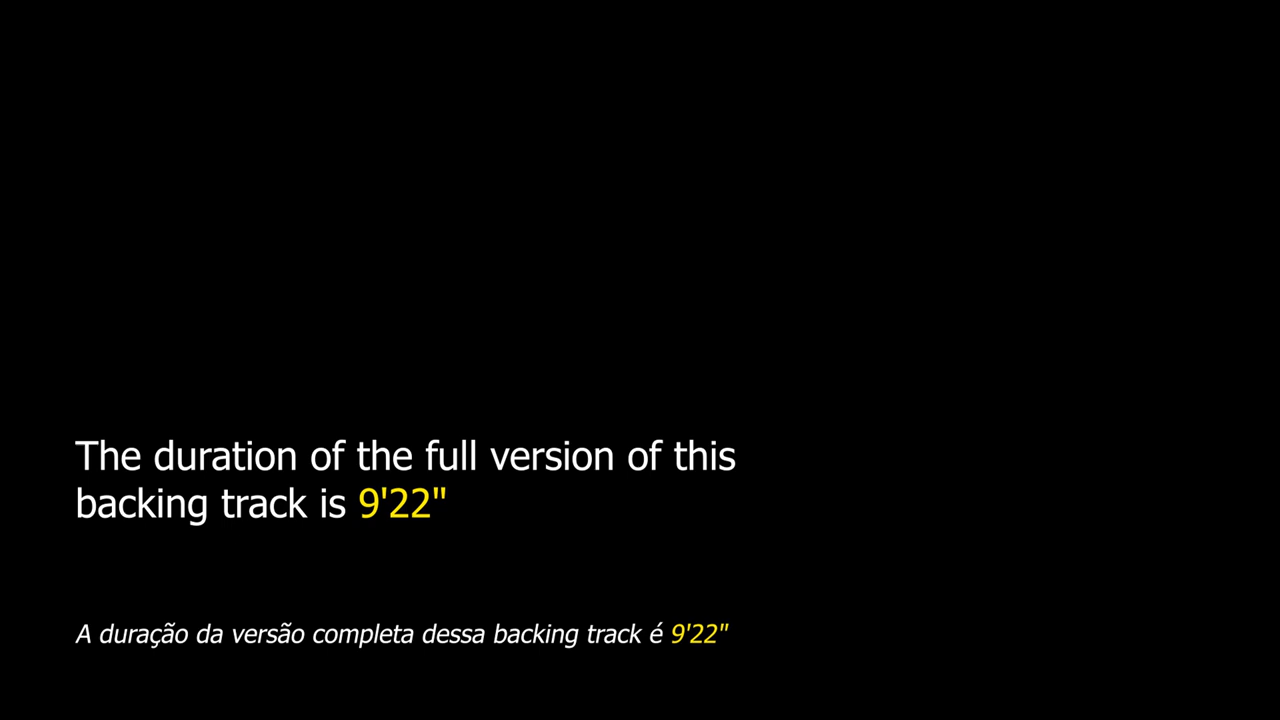 The duration of the full version of this
backing track is 9'22"
A duração da versão completa dessa backing track é 9'22"